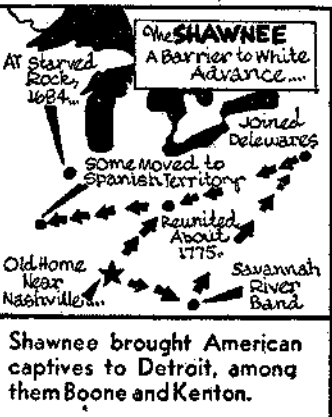 The SHAWNEE
A Barrier to White
Advance....
At Starved
Rock,
1684...
Joined
Delewares
Some Moved to
Spanish Territory
Reunited
About
1775.
Old Home
Near
Nashville....
Savannah
River
Band
Shawnee brought American
captives to Detroit, among
them Boone and Kenton.